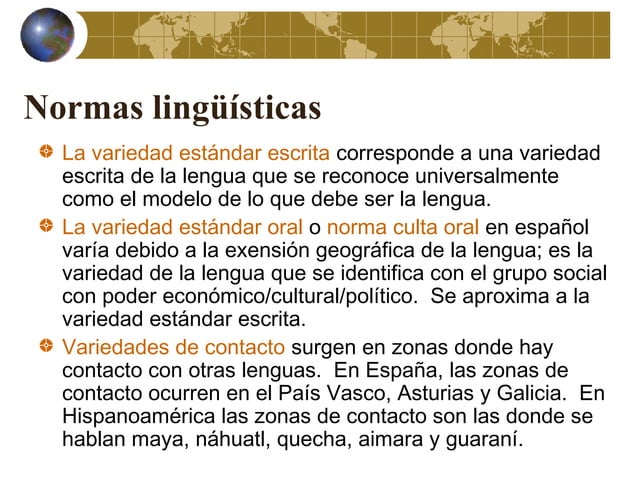 Normas lingüísticas
La variedad estándar escrita corresponde a una variedad
escrita de la lengua que se reconoce universalmente
como el modelo de lo que debe ser la lengua.
La variedad estándar oral o norma culta oral en español
varía debido a la exensión geográfica de la lengua; es la
variedad de la lengua que se identifica con el grupo social
con poder económico/cultural/político.  Se aproxima a la
variedad estándar escrita.
Variedades de contacto surgen en zonas donde hay
contacto con otras lenguas.  En España, las zonas de
contacto ocurren en el País Vasco, Asturias y Galicia.  En
Hispanoamérica las zonas de contacto son las donde se
hablan maya, náhuatl, quecha, aimara y guaraní.